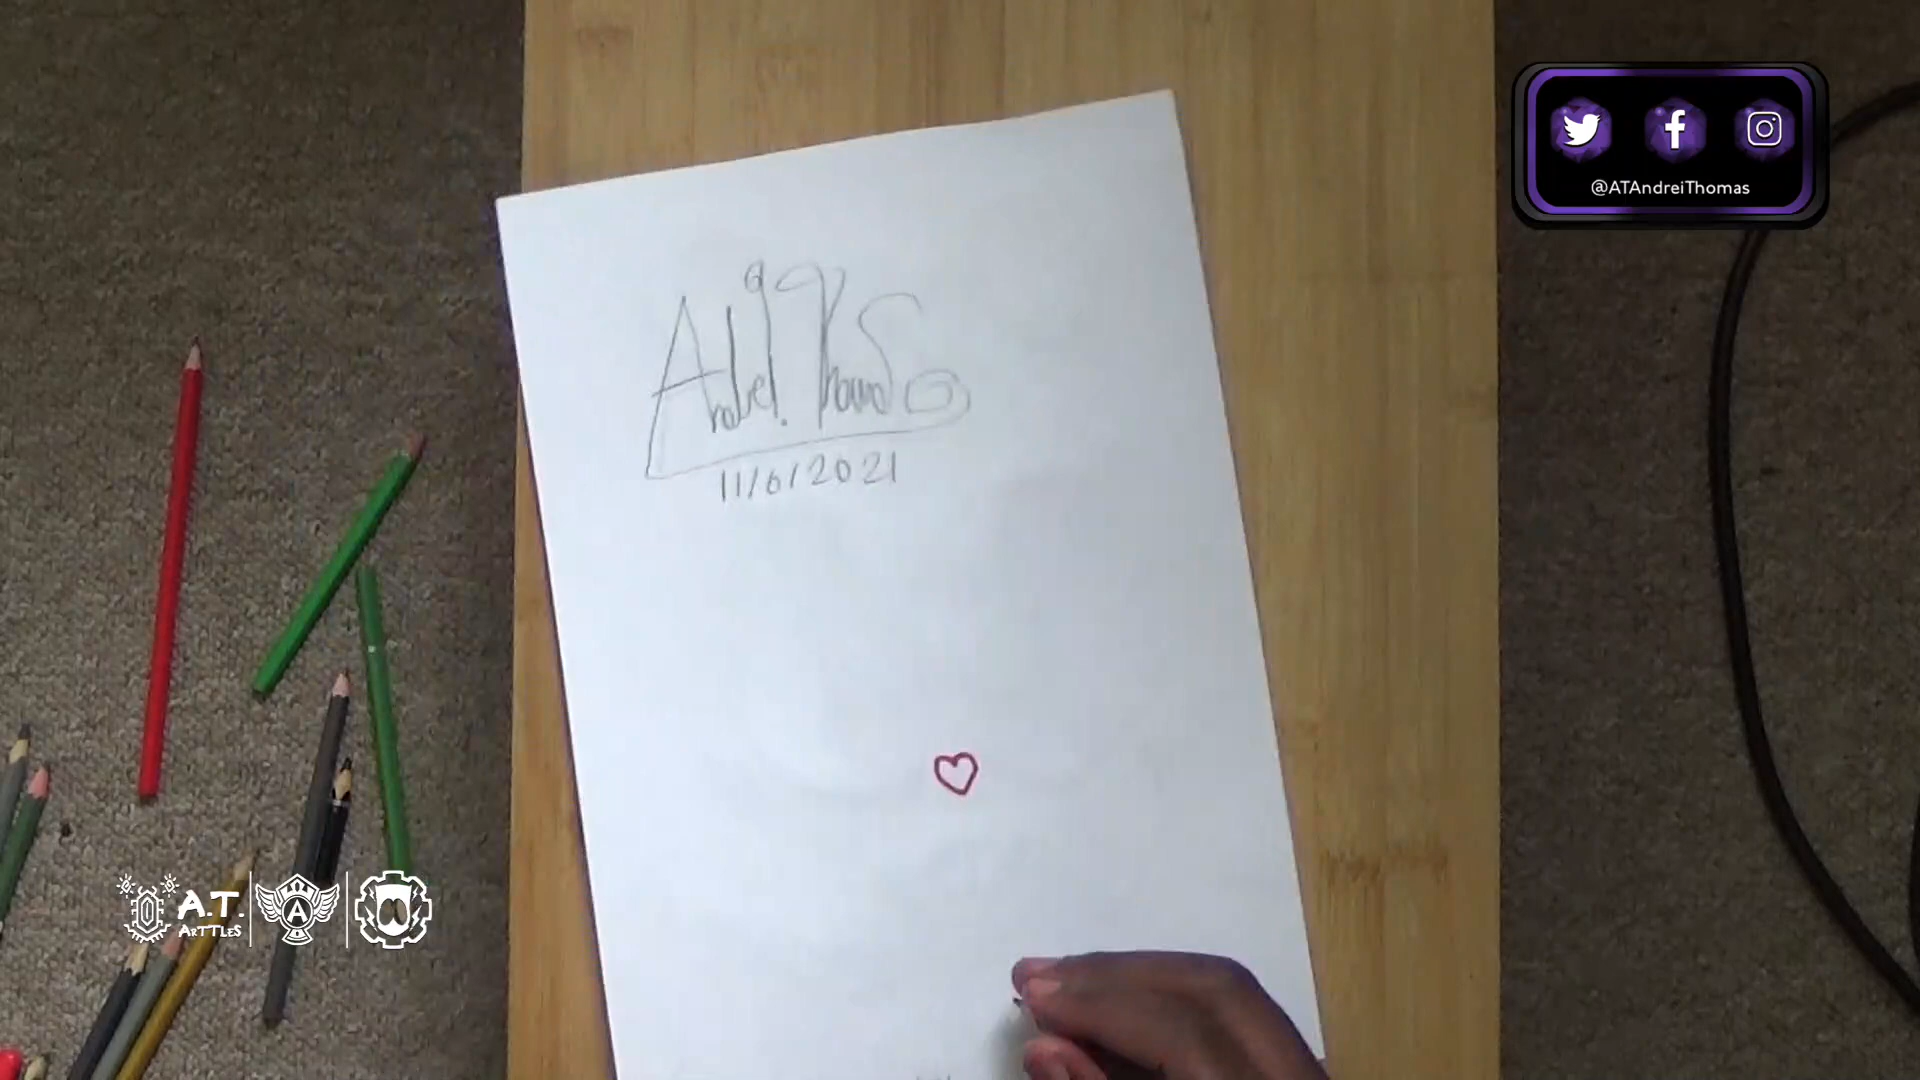 @ATAndreiThomas
Andrei. Thomas
11/6/2021
A.T.
ARTTLES
A